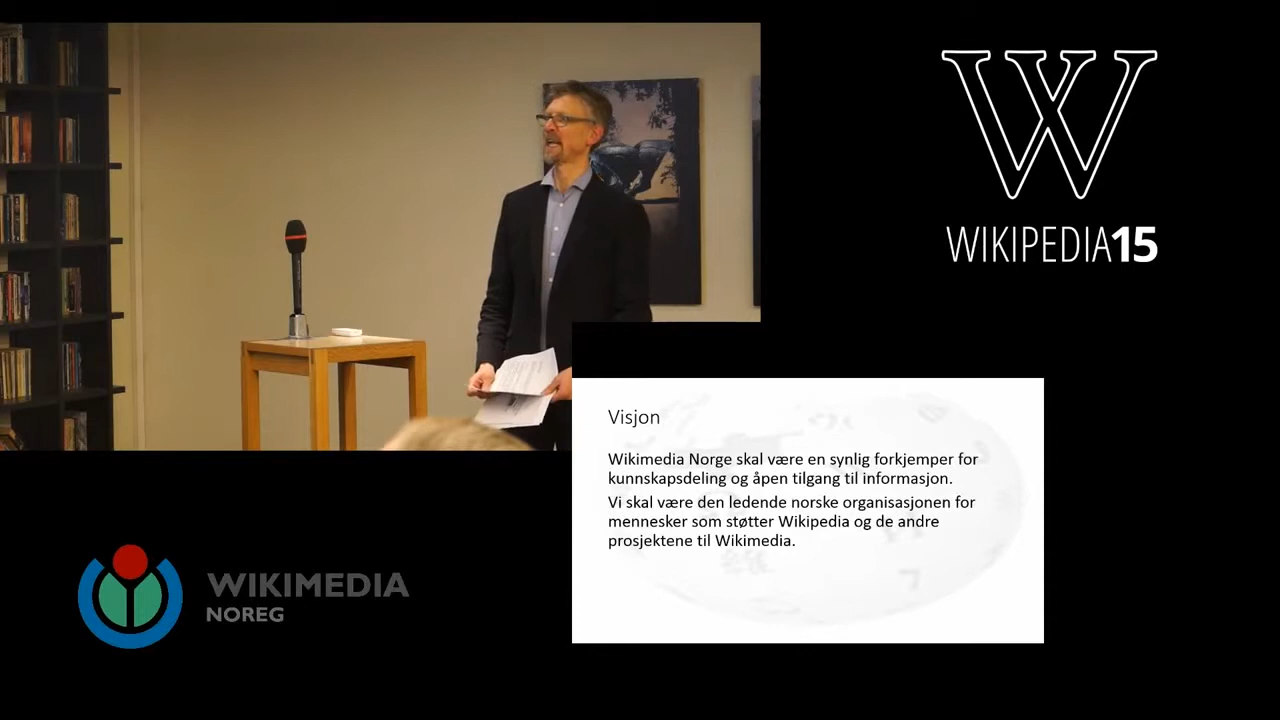 W
WIKIPEDIA15
Visjon
Wikimedia Norge skal være en synlig forkjemper for
kunnskapsdeling og åpen tilgang til informasjon.
Vi skal være den ledende norske organisasjonen for
mennesker som støtter Wikipedia og de andre
prosjektene til Wikimedia.
WIKIMEDIA
NOREG